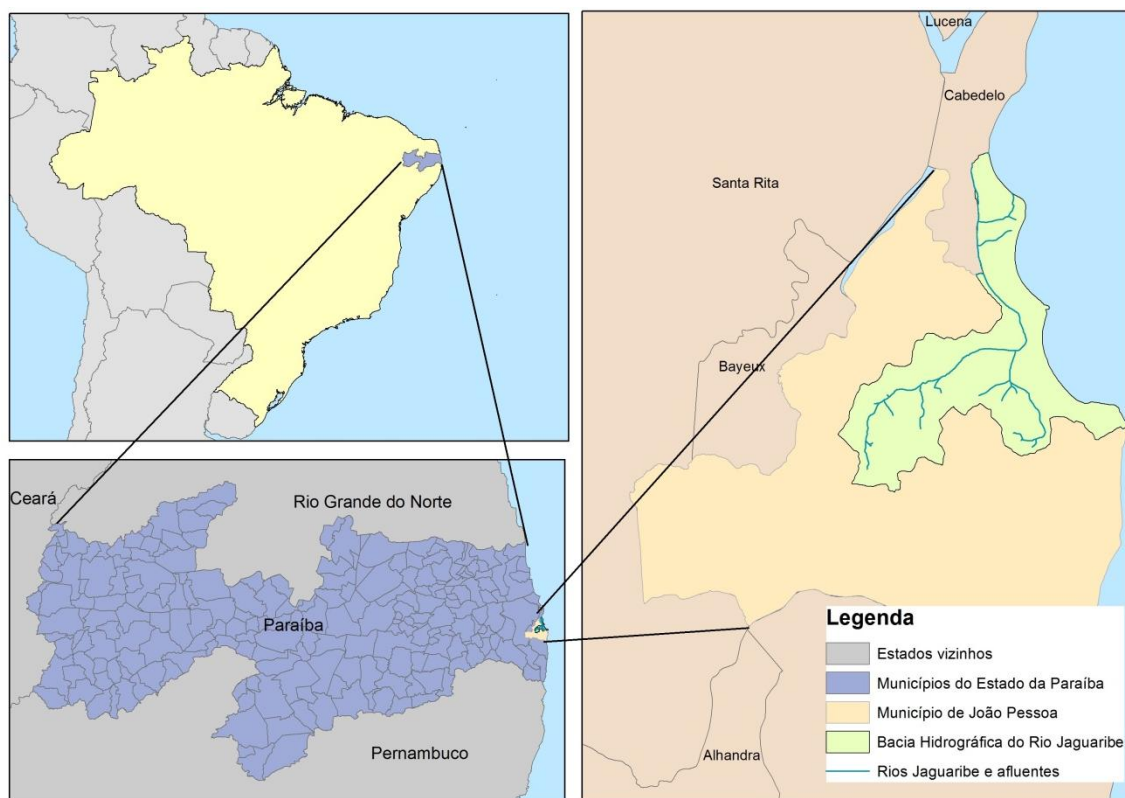 Ceará
Rio Grande do Norte
Paraíba
Pernambuco
Lucena
Cabedelo
Santa Rita
Bayeux
Alhandra
Legenda
Estados vizinhos
Municípios do Estado da Paraíba
Município de João Pessoa
Bacia Hidrográfica do Rio Jaguaribe
Rios Jaguaribe e afluentes